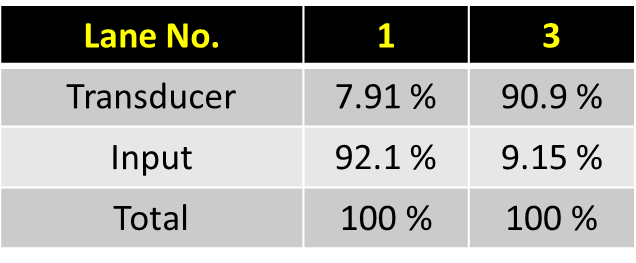 Lane No. 1 3
Transducer 7.91 % 90.9 %
Input 92.1 % 9.15 %
Total 100 % 100 %